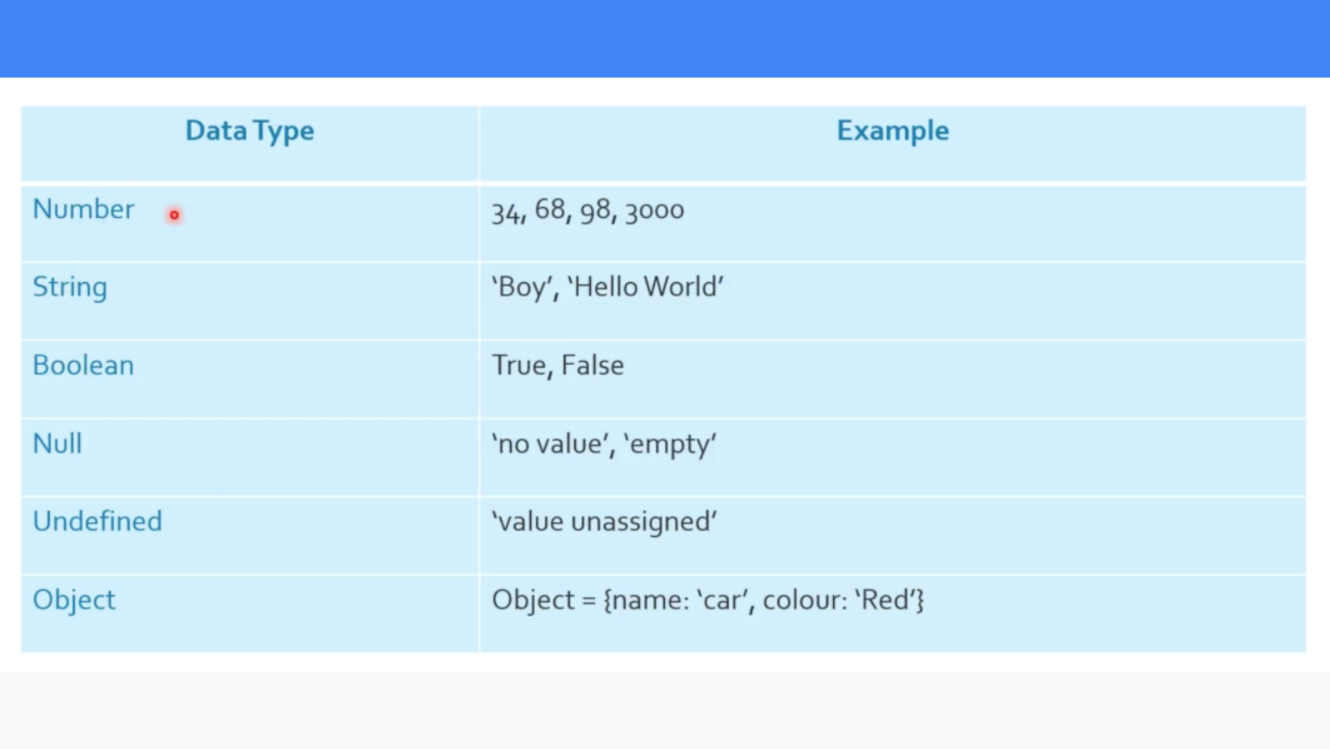 Data Type Example
Number 34, 68, 98, 3000
String ‘Boy’, ‘Hello World’
Boolean True, False
Null ‘no value’, ‘empty’
Undefined ‘value unassigned’
Object Object = {name: ‘car’, colour: ‘Red’}